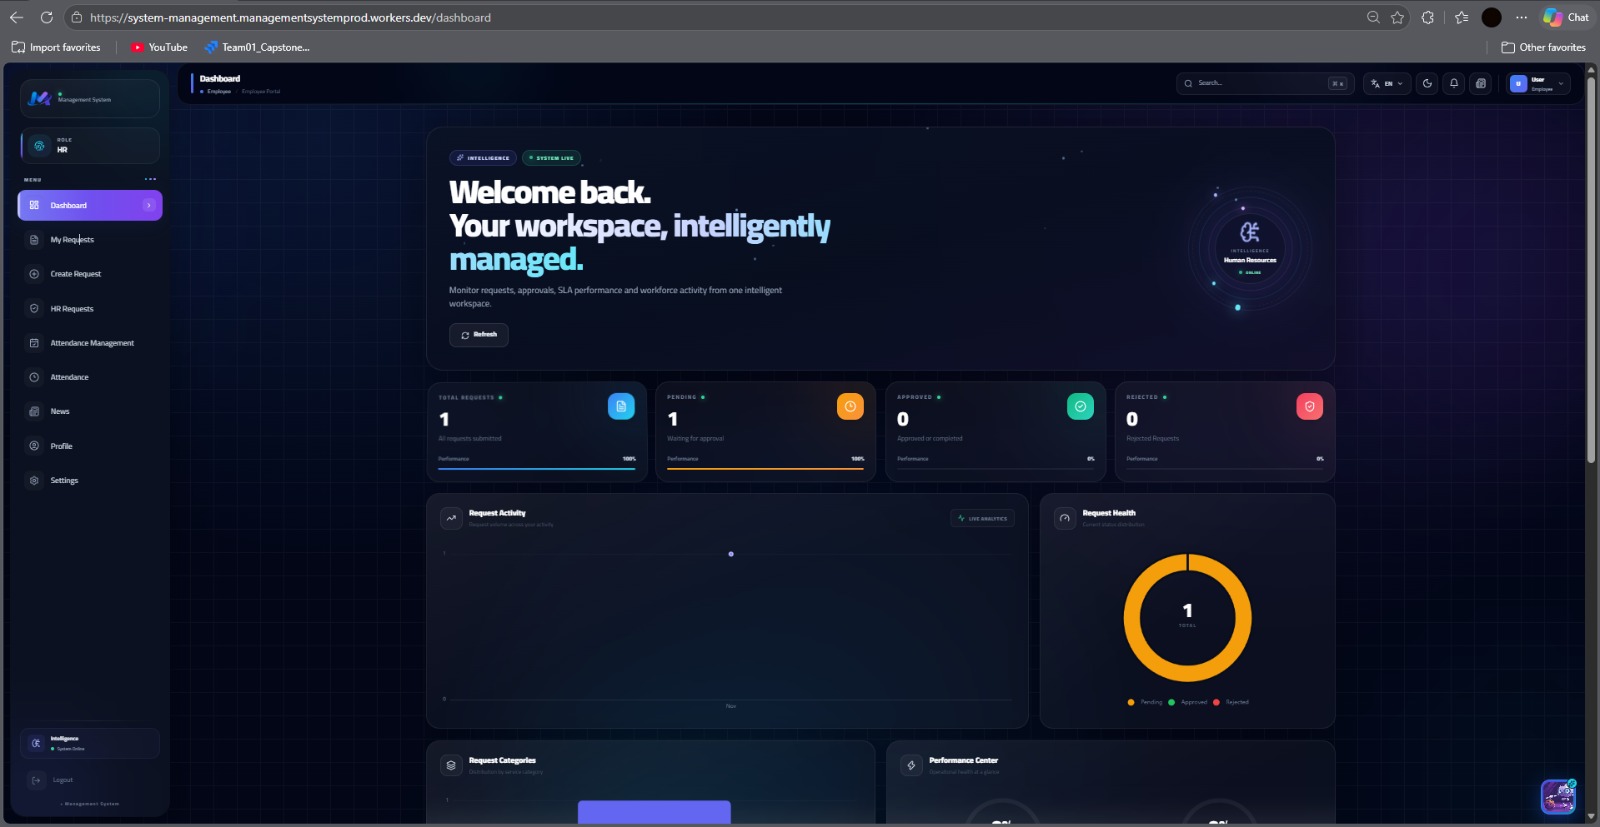 https://system-management.managementsystemprod.workers.dev/dashboard
Chat
Import favorites
YouTube
Team01_Capstone...
Other favorites
Management System
ROLE
HR
MENU
Dashboard
My Requests
Create Request
HR Requests
Attendance Management
Attendance
News
Profile
Settings
Intelligence
System Online
Logout
Management System
Dashboard
Employee
Employee Portal
Search...
EN
U
User
Employee
INTELLIGENCE
SYSTEM LIVE
Welcome back.
Your workspace, intelligently
managed.
Monitor requests, approvals, SLA performance and workforce activity from one intelligent
workspace.
Refresh
INTELLIGENCE
Human Resources
ONLINE
TOTAL REQUESTS
1
All requests submitted
Performance
100%
PENDING
1
Waiting for approval
Performance
100%
APPROVED
0
Approved or completed
Performance
0%
REJECTED
0
Rejected Requests
Performance
0%
Request Activity
Request volume across your activity
LIVE ANALYTICS
1
0
Request Health
Current status distribution
1
TOTAL
Pending
Approved
Rejected
Request Categories
Distribution by service category
1
Performance Center
Operational health at a glance